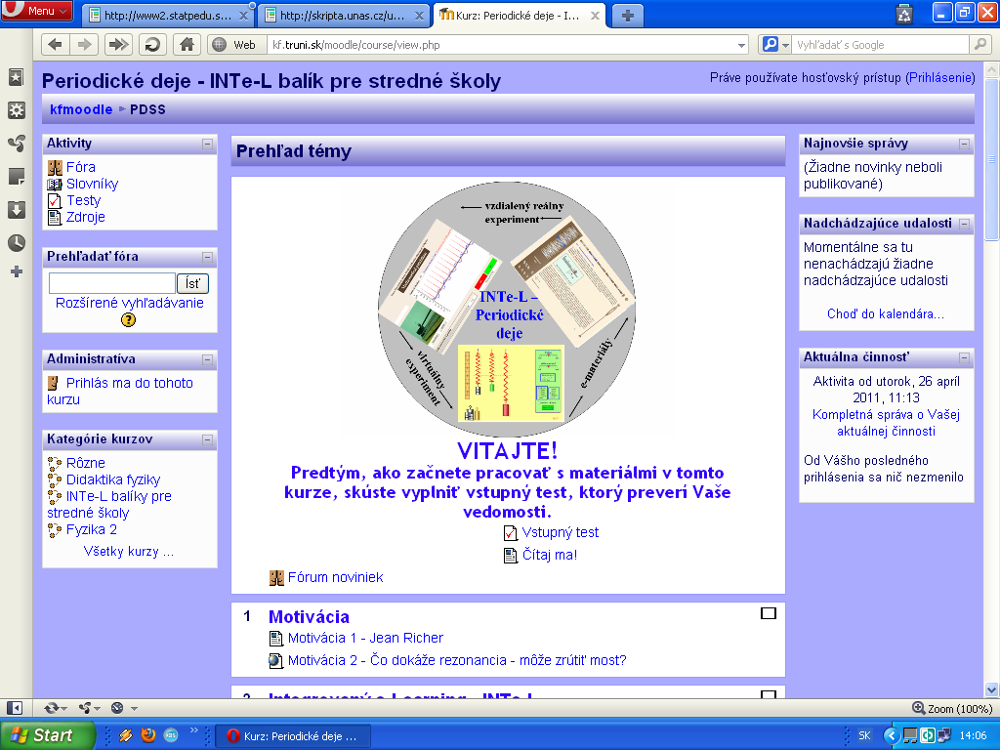 Menu
http://www2.statpedu.s...
http://skripta.unas.cz/u...
Kurz: Periodické deje - I...
Web
kf.truni.sk/moodle/course/view.php
Vyhľadať s Google
Periodické deje - INTe-L balík pre stredné školy
Práve používate hosťovský prístup (Prihlásenie)
kfmoodle ► PDSS
Aktivity
Fóra
Slovníky
Testy
Zdroje
Prehľadať fóra
Ísť
Rozšírené vyhľadávanie
?
Administratíva
Prihlás ma do tohoto
kurzu
Kategórie kurzov
Rôzne
Didaktika fyziky
INTe-L balíky pre
stredné školy
Fyzika 2
Všetky kurzy ...
Prehľad témy
vzdialený reálny
experiment
INTe-L –
Periodické
deje
virtuálny
experiment
e-materiály
VITAJTE!
Predtým, ako začnete pracovať s materiálmi v tomto
kurze, skúste vyplniť vstupný test, ktorý preverí Vaše
vedomosti.
Vstupný test
Čítaj ma!
Fórum noviniek
1 Motivácia
Motivácia 1 - Jean Richer
Motivácia 2 - Čo dokáže rezonancia - môže zrútiť most?
2 Integrovaný e-Learning - INTe-L
Najnovšie správy
(Žiadne novinky neboli
publikované)
Nadchádzajúce udalosti
Momentálne sa tu
nenachádzajú žiadne
nadchádzajúce udalosti
Choď do kalendára...
Aktuálna činnosť
Aktivita od utorok, 26 apríl
2011, 11:13
Kompletná správa o Vašej
aktuálnej činnosti
Od Vášho posledného
prihlásenia sa nič nezmenilo
Zoom (100%)
Start
Kurz: Periodické deje ...
SK
14:06